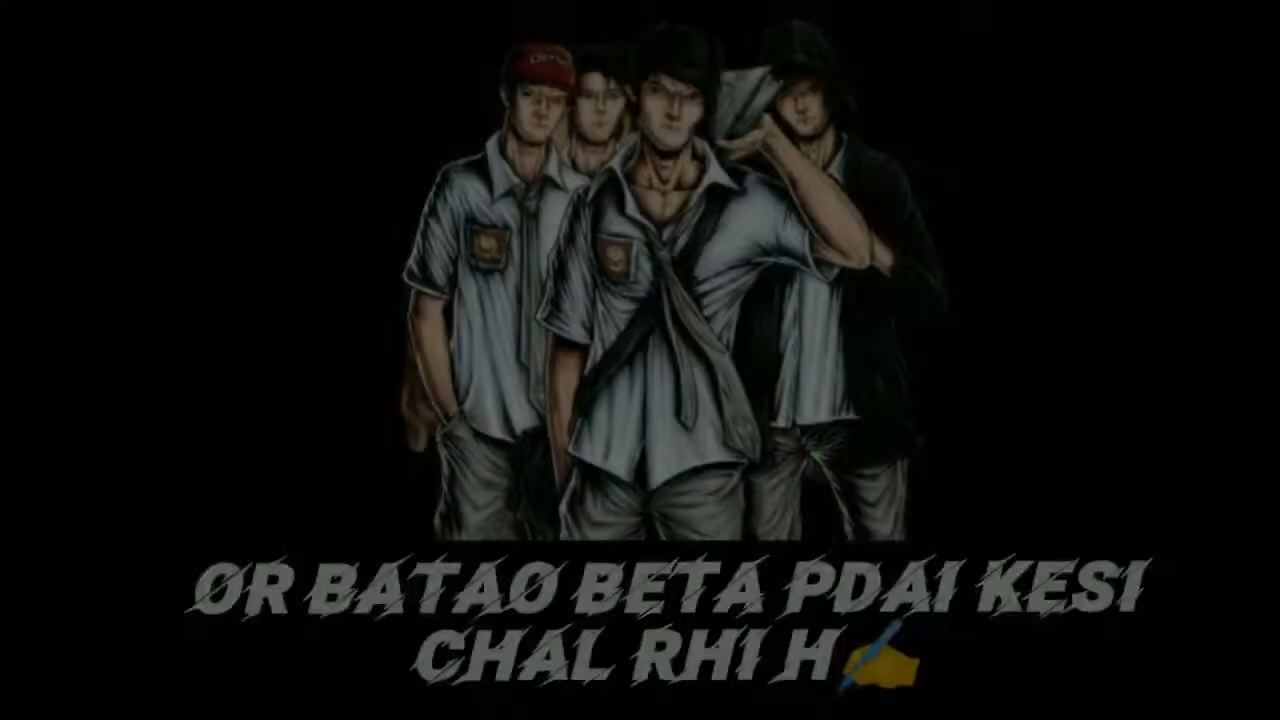 OR BATAO BETA PDAI KESI
CHAL RHI H ✍